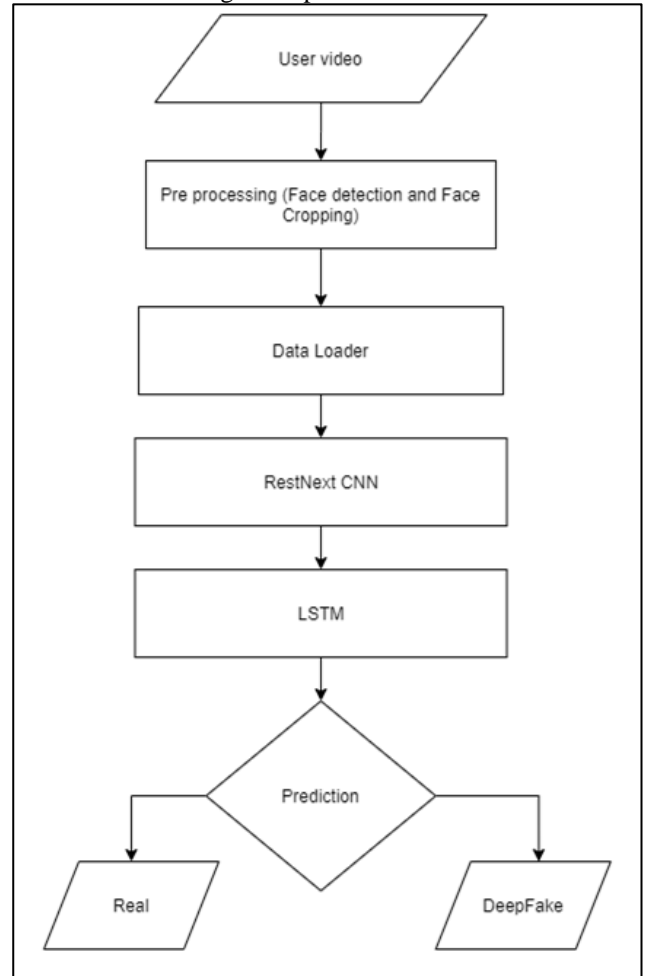 User video
Pre processing (Face detection and Face
Cropping)
Data Loader
RestNext CNN
LSTM
Prediction
Real
DeepFake